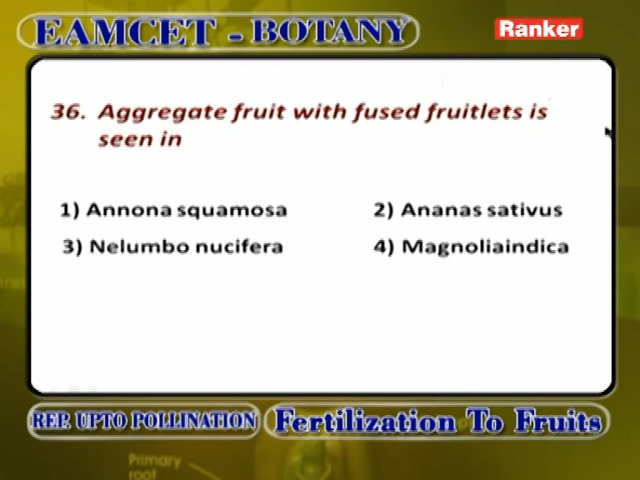 EAMCET - BOTANY
Ranker
36. Aggregate fruit with fused fruitlets is
seen in
1) Annona squamosa
2) Ananas sativus
3) Nelumbo nucifera
4) Magnoliaindica
REP. UPTO POLLINATION
Fertilization To Fruits
Primary
root